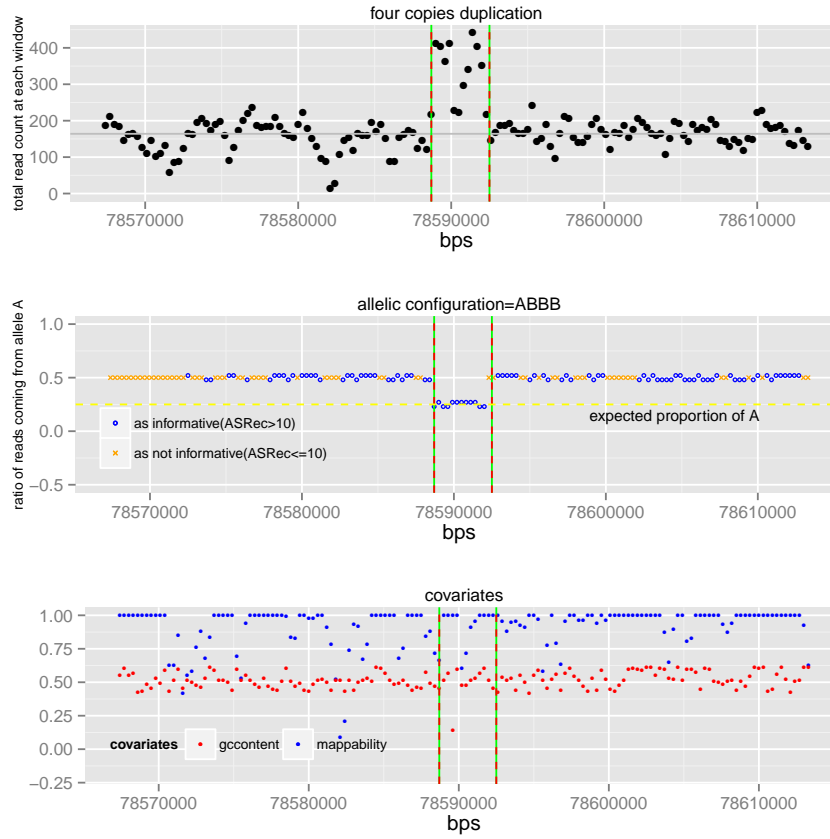 four copies duplication
total read count at each window
400
300
200
100
0
78570000 78580000 78590000 78600000 78610000
bps
allelic configuration=ABBB
ratio of reads coming from allele A
1.0
0.5
0.0
−0.5
as informative(ASRec>10)
as not informative(ASRec<=10)
expected proportion of A
78570000 78580000 78590000 78600000 78610000
bps
covariates
1.00
0.75
0.50
0.25
0.00
−0.25
covariates gccontent mappability
78570000 78580000 78590000 78600000 78610000
bps